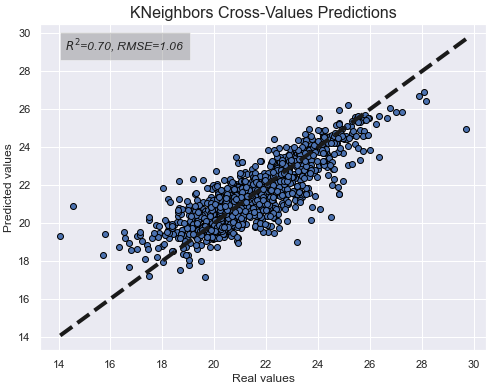 KNeighbors Cross-Values Predictions
30
28
26
24
22
20
18
16
14
Predicted values
R²=0.70, RMSE=1.06
14 16 18 20 22 24 26 28 30
Real values